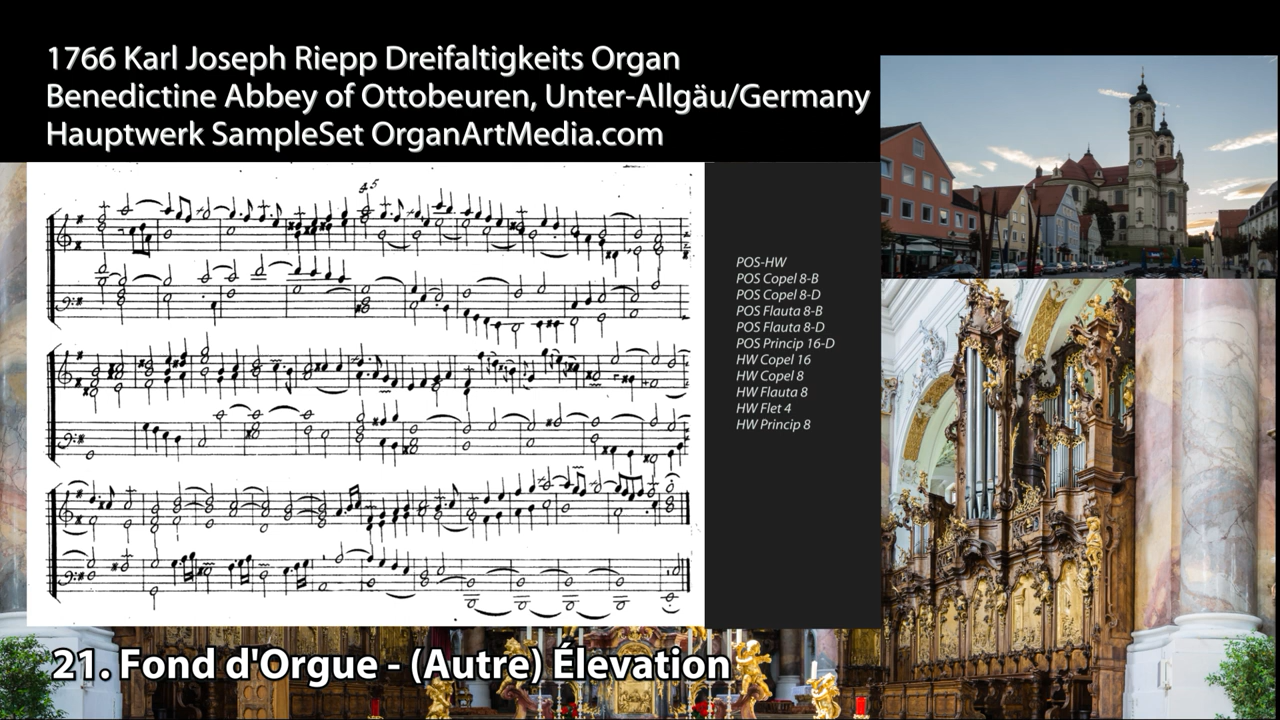 1766 Karl Joseph Riepp Dreifaltigkeits Organ
Benedictine Abbey of Ottobeuren, Unter-Allgäu/Germany
Hauptwerk SampleSet OrganArtMedia.com
45
POS-HW
POS Copel 8-B
POS Copel 8-D
POS Flauta 8-B
POS Flauta 8-D
POS Princip 16-D
HW Copel 16
HW Copel 8
HW Flauta 8
HW Flet 4
HW Princip 8
21. Fond d'Orgue - (Autre) Élevation